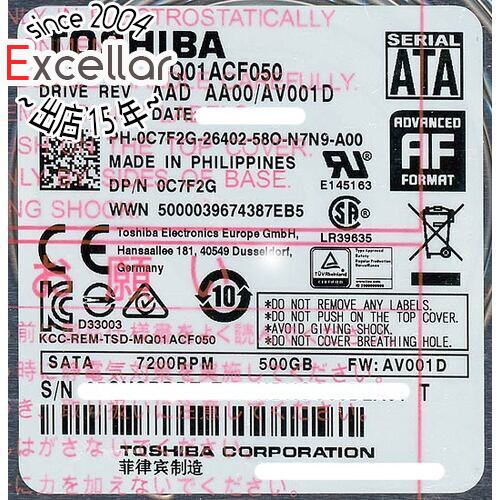 since 2004
Excellar
～出店15年～
TOSHIBA
MQ01ACF050
DRIVE REV. AAD AA00/AV001D
DATE
PH-0C7F2G-26402-58O-N7N9-A00
MADE IN PHILIPPINES
DP/N 0C7F2G
WWN 5000039674387EB5
SERIAL
ATA
ADVANCED
AF
FORMAT
E145163
LR39635
Toshiba Electronics Europe GmbH,
Hansaallee 181, 40549 Dusseldorf,
Germany
TÜVRheinland
10
D33003
KCC-REM-TSD-MQ01ACF050
*DO NOT REMOVE ANY LABELS.
*DO NOT PUSH ON THE TOP COVER.
*AVOID GIVING SHOCK.
*DO NOT COVER BREATHING HOLE.
SATA 7200RPM 500GB FW: AV001D
S/N
T
TOSHIBA CORPORATION
菲律宾制造